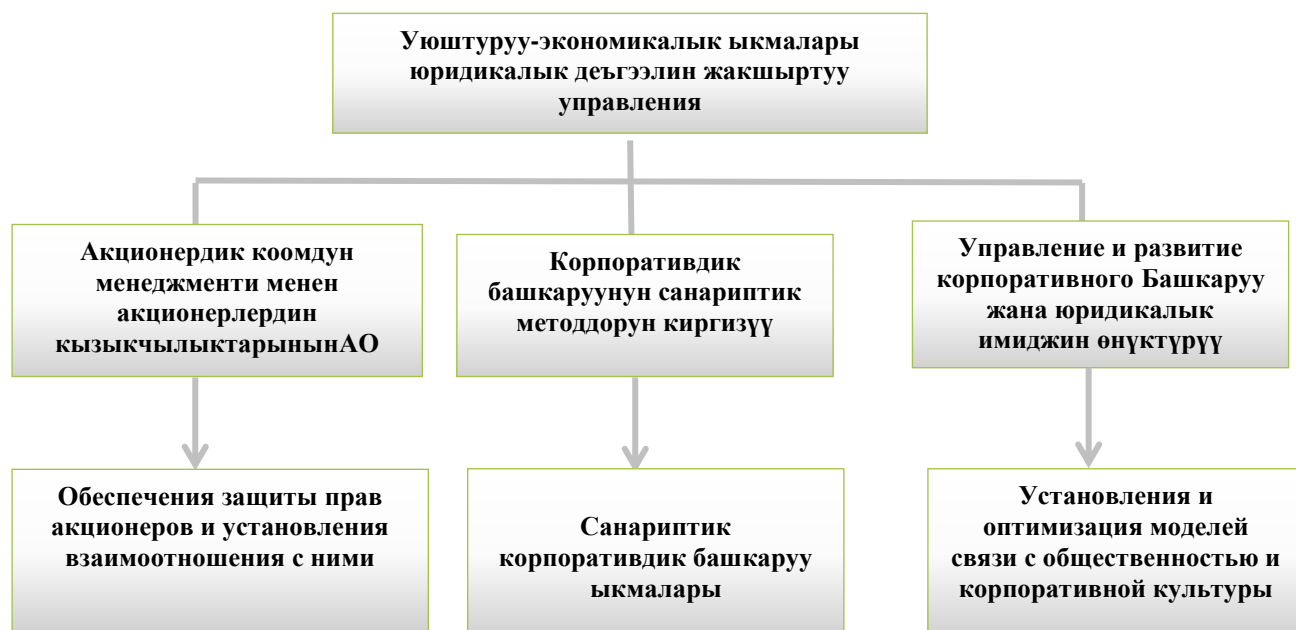 Уюштуруу-экономикалык ыкмалары
юридикалык деъгээлин жакшыртуу
управления
Акционердик коомдун
менеджменти менен
акционерлердин
кызыкчылыктарынынАО
Корпоративдик
башкаруунун санариптик
методдорун киргизүү
Управление и развитие
корпоративного Башкаруу
жана юридикалык
имиджин өнүктүрүү
Обеспечения защиты прав
акционеров и установления
взаимоотношения с ними
Санариптик
корпоративдик башкаруу
ыкмалары
Установления и
оптимизация моделей
связи с общественностью и
корпоративной культуры